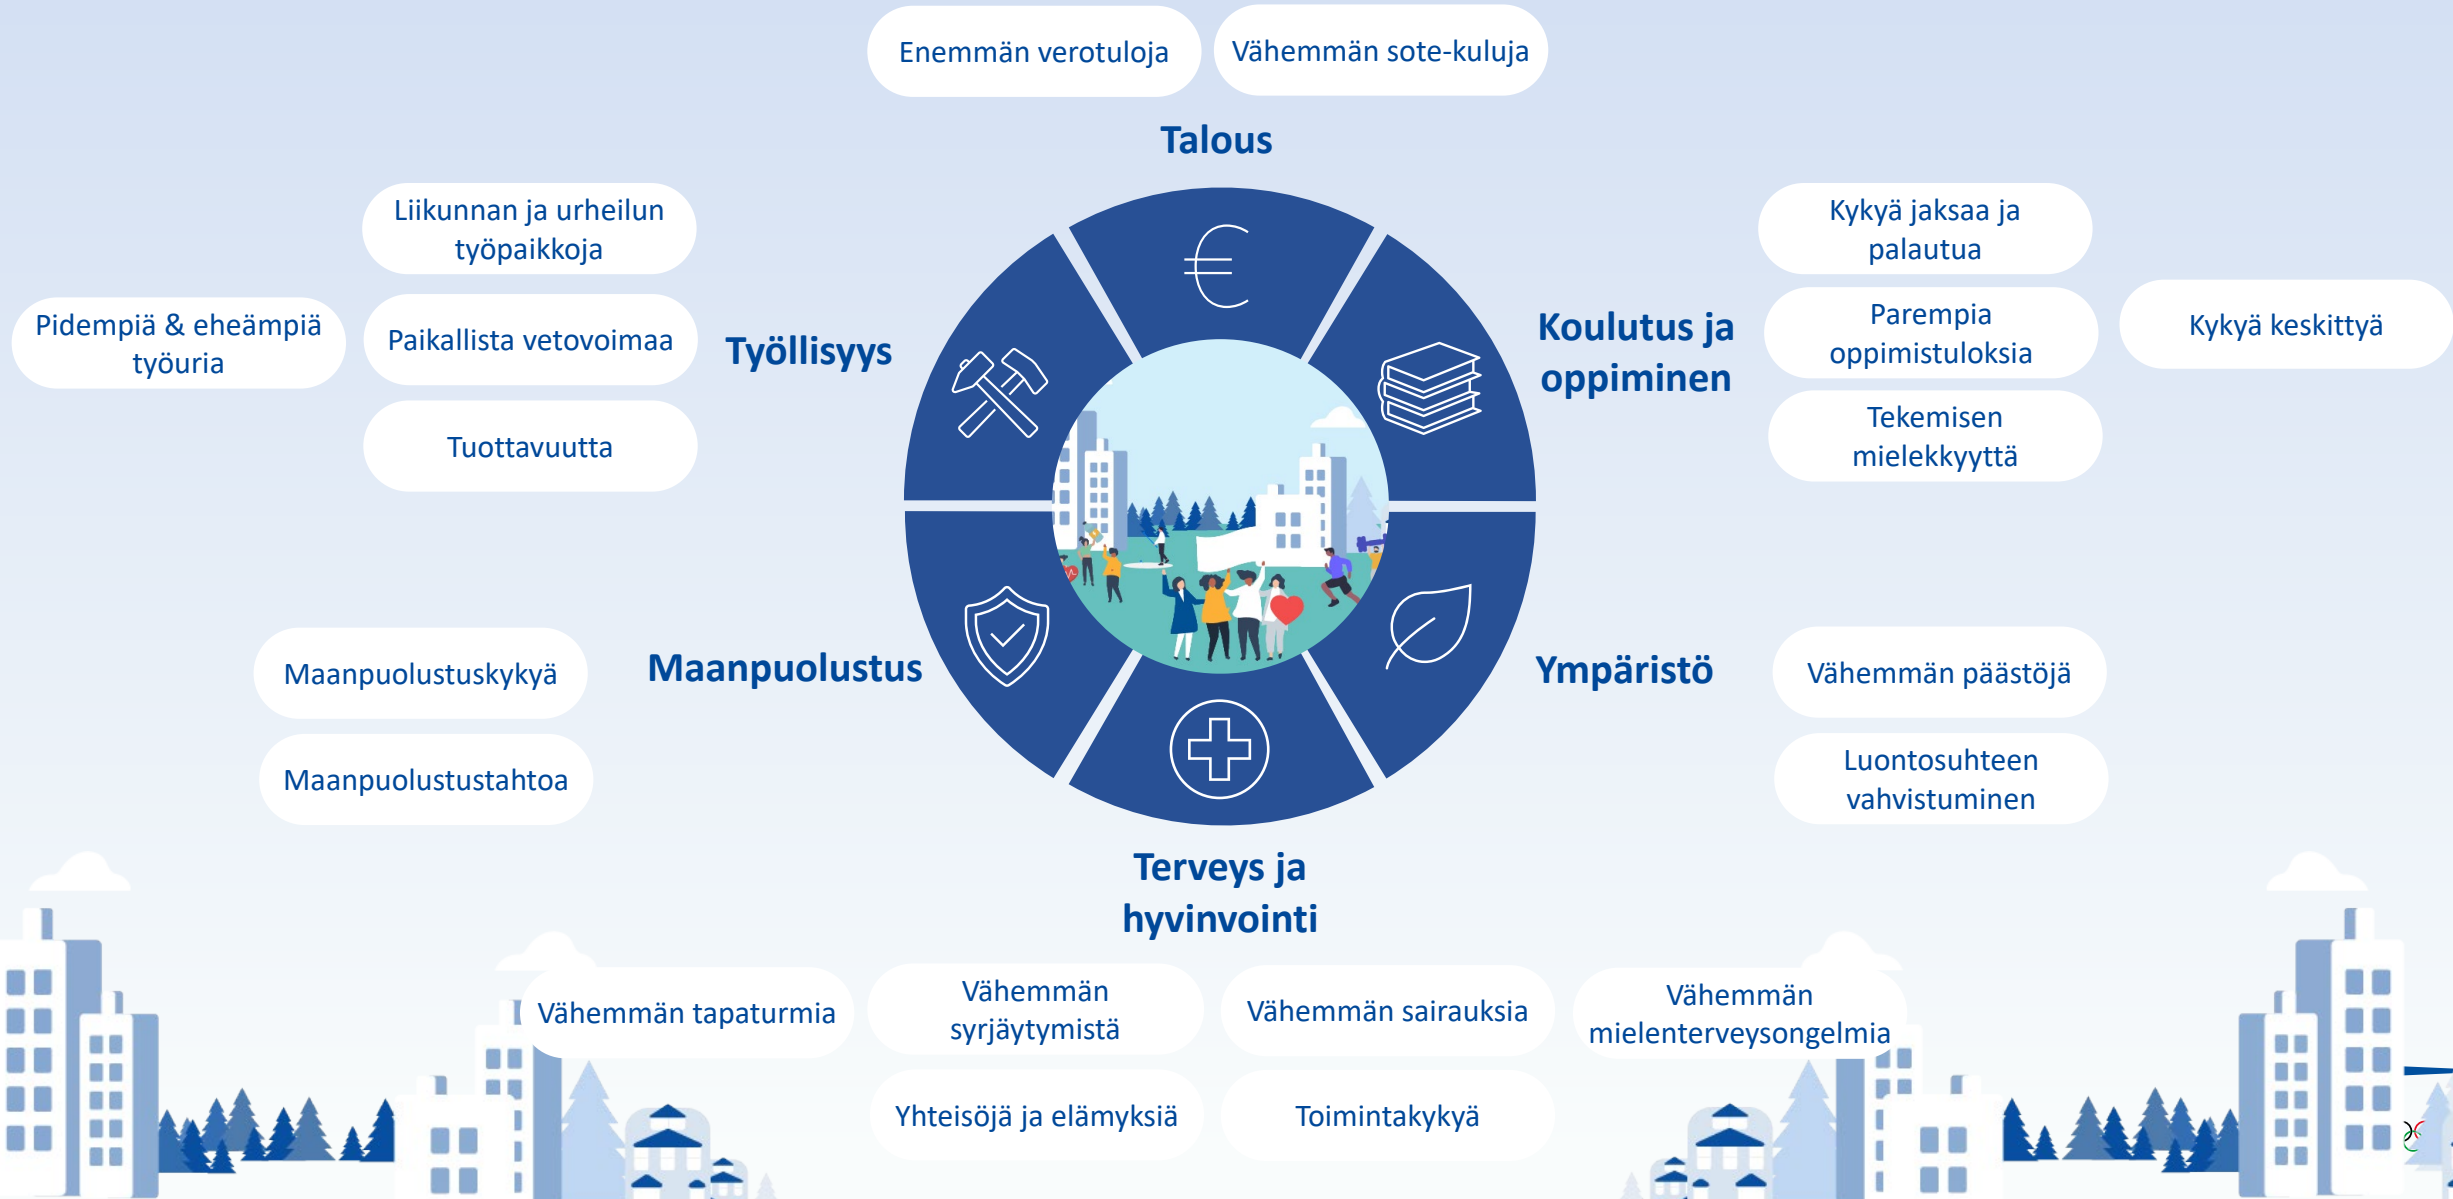 Enemmän verotuloja
Vähemmän sote-kuluja
Talous
Liikunnan ja urheilun
työpaikkoja
Pidempiä & eheämpiä
työuria
Paikallista vetovoimaa
Tuottavuutta
Työllisyys
Koulutus ja
oppiminen
Kykyä jaksaa ja
palautua
Parempia
oppimistuloksia
Kykyä keskittyä
Tekemisen
mielekkyyttä
Maanpuolustuskykyä
Maanpuolustustahtoa
Maanpuolustus
Ympäristö
Vähemmän päästöjä
Luontosuhteen
vahvistuminen
Terveys ja
hyvinvointi
Vähemmän tapaturmia
Vähemmän
syrjäytymistä
Vähemmän sairauksia
Vähemmän
mielenterveysongelmia
Yhteisöjä ja elämyksiä
Toimintakykyä